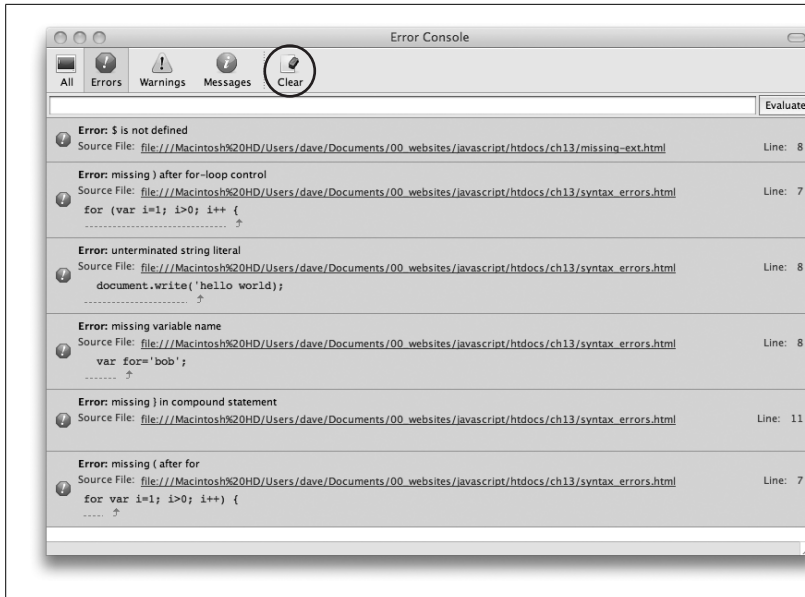 Error Console
All Errors Warnings Messages Clear
Evaluate
Error: $ is not defined
Source File: file:///Macintosh%20HD/Users/dave/Documents/00_websites/javascript/htdocs/ch13/missing-ext.html Line: 8
Error: missing ) after for-loop control
Source File: file:///Macintosh%20HD/Users/dave/Documents/00_websites/javascript/htdocs/ch13/syntax_errors.html Line: 7
for (var i=1; i>0; i++ {
Error: unterminated string literal
Source File: file:///Macintosh%20HD/Users/dave/Documents/00_websites/javascript/htdocs/ch13/syntax_errors.html Line: 8
document.write('hello world);
Error: missing variable name
Source File: file:///Macintosh%20HD/Users/dave/Documents/00_websites/javascript/htdocs/ch13/syntax_errors.html Line: 8
var for='bob';
Error: missing } in compound statement
Source File: file:///Macintosh%20HD/Users/dave/Documents/00_websites/javascript/htdocs/ch13/syntax_errors.html Line: 11
Error: missing ( after for
Source File: file:///Macintosh%20HD/Users/dave/Documents/00_websites/javascript/htdocs/ch13/syntax_errors.html Line: 7
for var i=1; i>0; i++) {